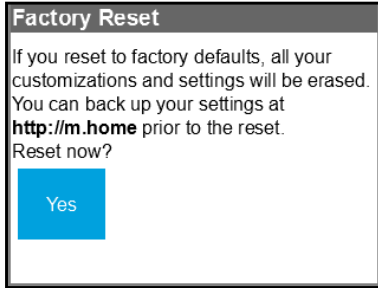 Factory Reset
If you reset to factory defaults, all your
customizations and settings will be erased.
You can back up your settings at
http://m.home prior to the reset.
Reset now?
Yes